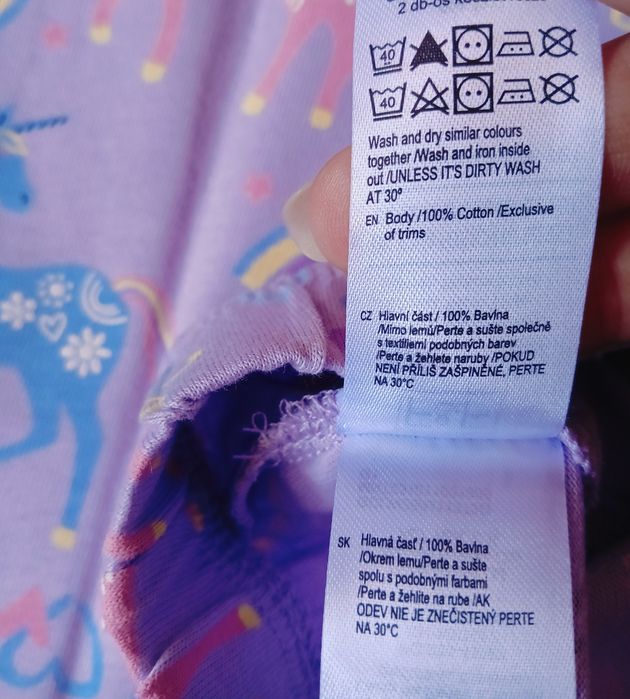 2 db-os
40
40
Wash and dry similar colours
together /Wash and iron inside
out /UNLESS IT'S DIRTY WASH
AT 30°
EN Body /100% Cotton /Exclusive
of trims
CZ Hlavní část / 100% Bavlna
/Mimo lemů/Perte a sušte společně
s textiliemi podobných barev
/Perte a žehlete naruby /POKUD
NENÍ PŘÍLIŠ ZAŠPINĚNÉ, PERTE
NA 30°C
SK Hlavná časť / 100% Bavlna
/Okrem lemu/Perte a sušte
spolu s podobnými farbami
/Perte a žehlite na rube /AK
ODEV NIE JE ZNEČISTENÝ PERTE
NA 30°C